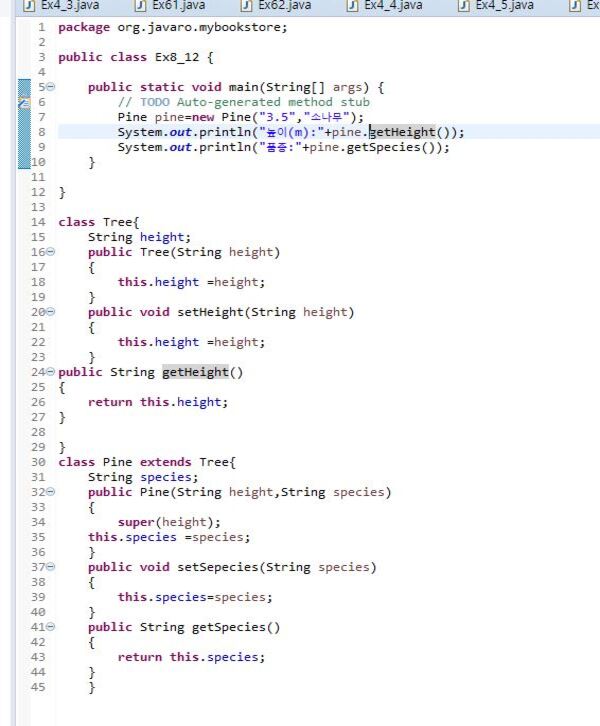 Ex4_3.java Ex61.java Ex62.java Ex4_4.java Ex4_5.java Ex
1 package org.javaro.mybookstore;
2
3 public class Ex8_12 {
4
5 public static void main(String[] args) {
6 // TODO Auto-generated method stub
7 Pine pine=new Pine("3.5","소나무");
8 System.out.println("높이(m):"+pine.getHeight());
9 System.out.println("품종:"+pine.getSpecies());
10 }
11
12 }
13
14 class Tree{
15 String height;
16 public Tree(String height)
17 {
18 this.height =height;
19 }
20 public void setHeight(String height)
21 {
22 this.height =height;
23 }
24 public String getHeight()
25 {
26 return this.height;
27 }
28
29 }
30 class Pine extends Tree{
31 String species;
32 public Pine(String height,String species)
33 {
34 super(height);
35 this.species =species;
36 }
37 public void setSepecies(String species)
38 {
39 this.species=species;
40 }
41 public String getSpecies()
42 {
43 return this.species;
44 }
45 }